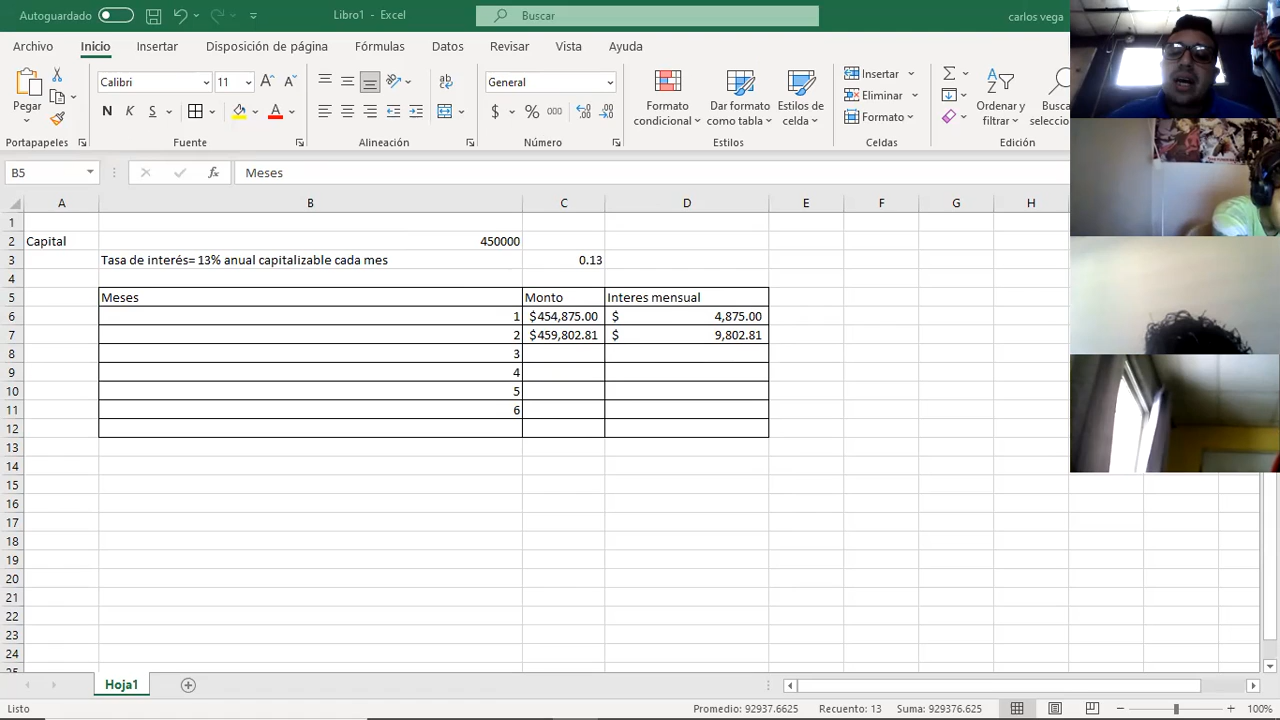 Autoguardado
Libro1 - Excel
Buscar
carlos vega
Archivo Inicio Insertar Disposición de página Fórmulas Datos Revisar Vista Ayuda
Pegar
Calibri 11
N K S
ab
General
$ % 000
Formato condicional
Dar formato como tabla
Estilos de celda
Insertar
Eliminar
Formato
Ordenar y filtrar
Portapapeles Fuente Alineación Número Estilos Celdas Edición
B5 fx Meses
A B C D E F G H
1
2 Capital 450000
3 Tasa de interés= 13% anual capitalizable cada mes 0.13
4
5 Meses Monto Interes mensual
6 1 $454,875.00 $ 4,875.00
7 2 $459,802.81 $ 9,802.81
8 3
9 4
10 5
11 6
12
13
14
15
16
17
18
19
20
21
22
23
24
Hoja1
Listo Promedio: 92937.6625 Recuento: 13 Suma: 929376.625 100%